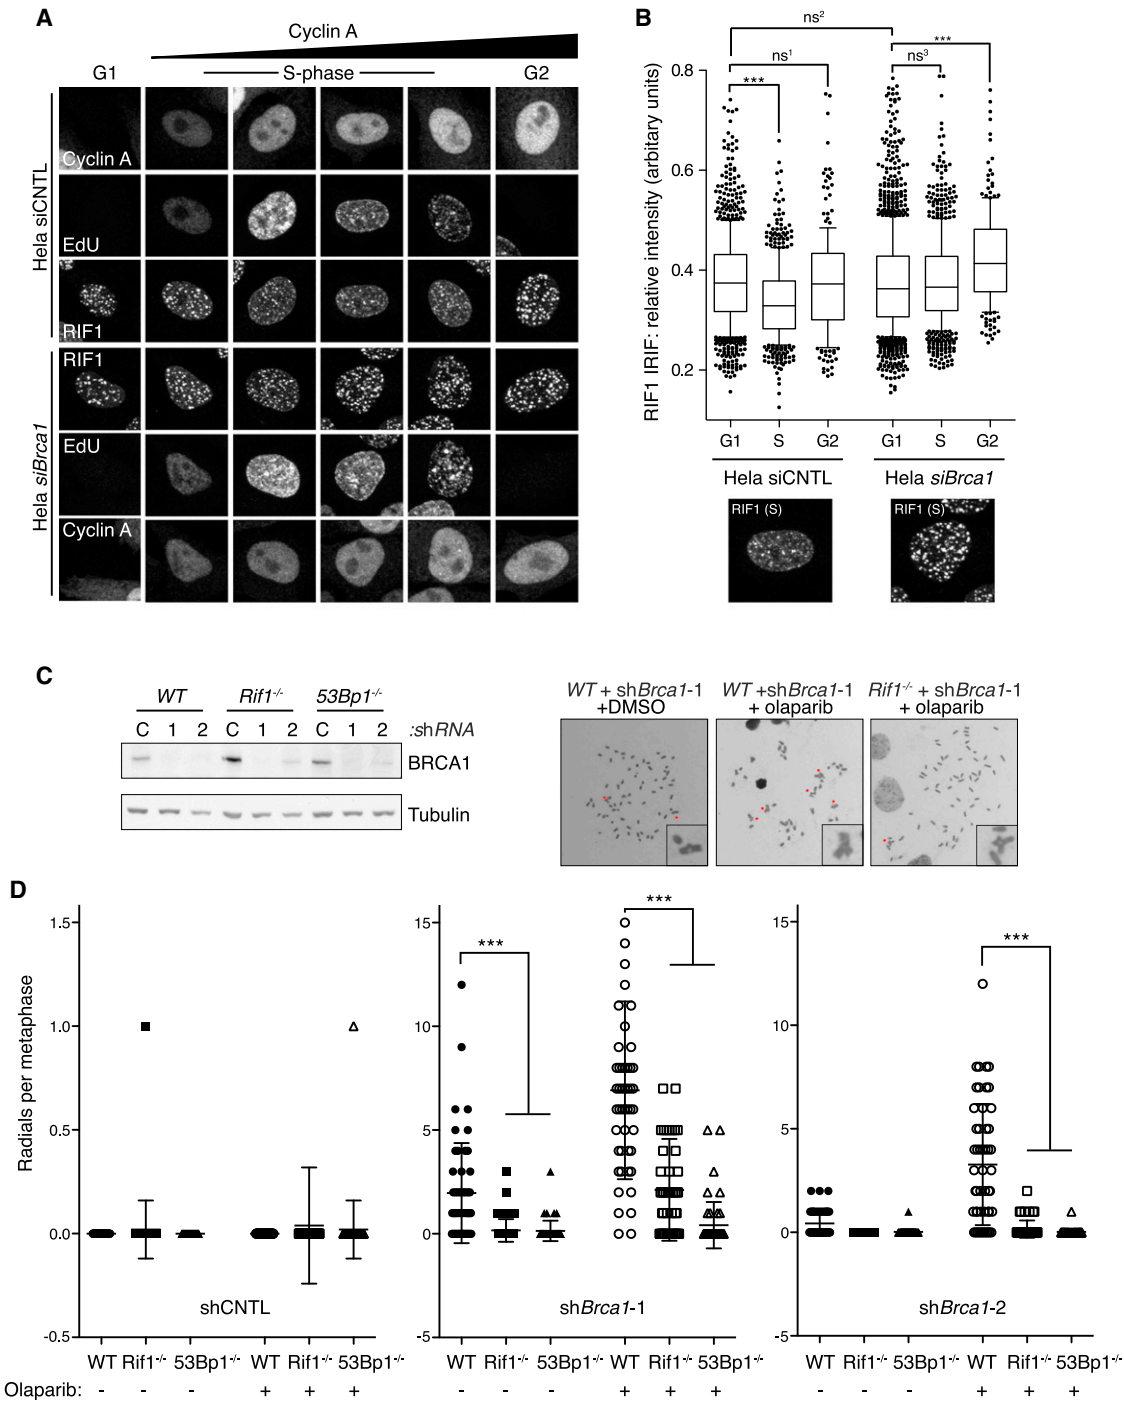 A
Cyclin A
G1 S-phase G2
Hela siCNTL
Cyclin A
EdU
RIF1
Hela siBrca1
RIF1
EdU
Cyclin A
B
ns²
ns¹ ns³ ***
***
RIF1 IRIF: relative intensity (arbitary units)
0.8
0.6
0.4
0.2
G1 S G2 G1 S G2
Hela siCNTL Hela siBrca1
RIF1 (S) RIF1 (S)
C
WT Rif1-/- 53Bp1-/-
C 1 2 C 1 2 C 1 2 :shRNA
BRCA1
Tubulin
WT + shBrca1-1
+DMSO
WT +shBrca1-1
+ olaparib
Rif1-/- + shBrca1-1
+ olaparib
D
Radials per metaphase
1.5
1.0
0.5
0.0
-0.5
shCNTL
15
10
5
0
-5
*** ***
shBrca1-1
15
10
5
0
-5
***
shBrca1-2
WT Rif1-/- 53Bp1-/- WT Rif1-/- 53Bp1-/- WT Rif1-/- 53Bp1-/- WT Rif1-/- 53Bp1-/- WT Rif1-/- 53Bp1-/- WT Rif1-/- 53Bp1-/-
Olaparib: - - - + + + - - - + + + - - - + + +